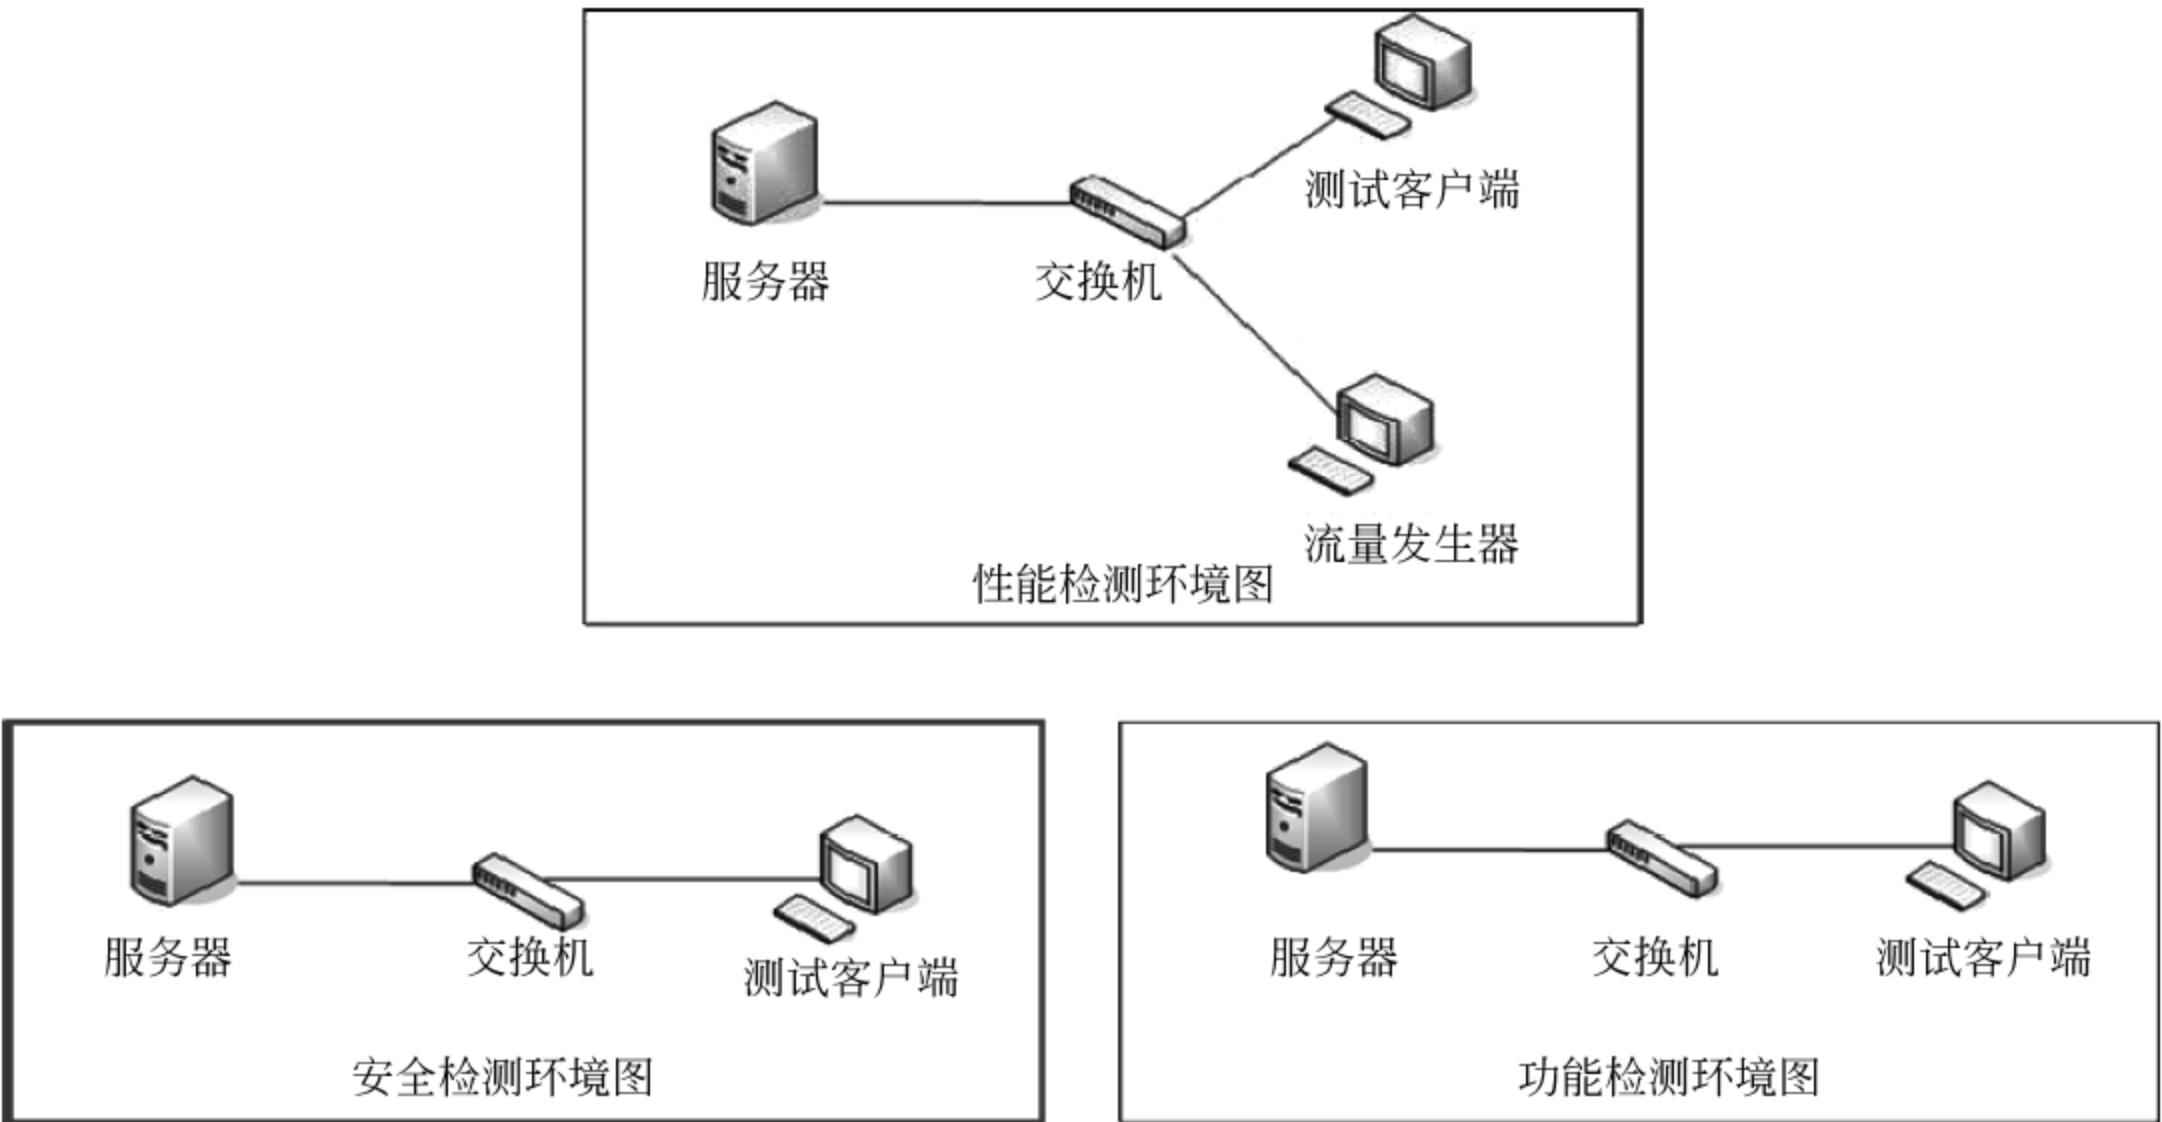 测试客户端
服务器
交换机
流量发生器
性能检测环境图
服务器
交换机
测试客户端
安全检测环境图
服务器
交换机
测试客户端
功能检测环境图